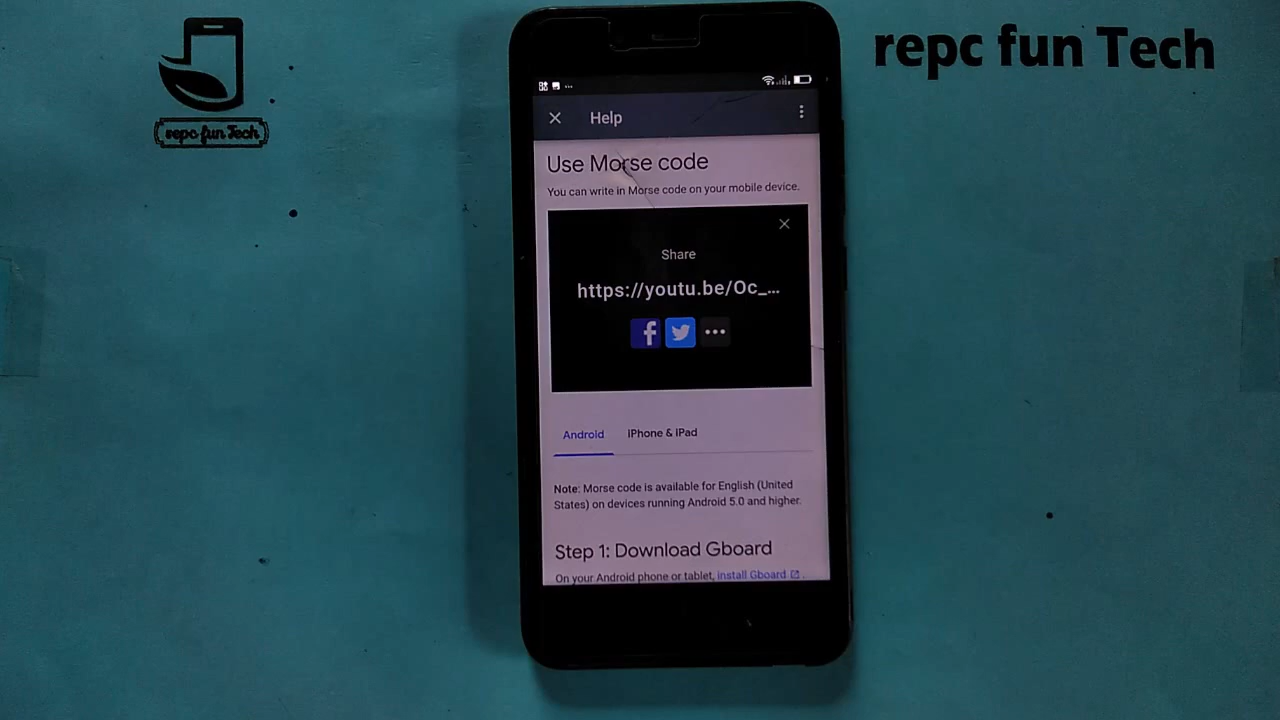 repc fun Tech
repc fun Tech
Help
Use Morse code
You can write in Morse code on your mobile device.
Share
https://youtu.be/Oc_...
Android
iPhone & iPad
Note: Morse code is available for English (United
States) on devices running Android 5.0 and higher.
Step 1: Download Gboard
On your Android phone or tablet, install Gboard.